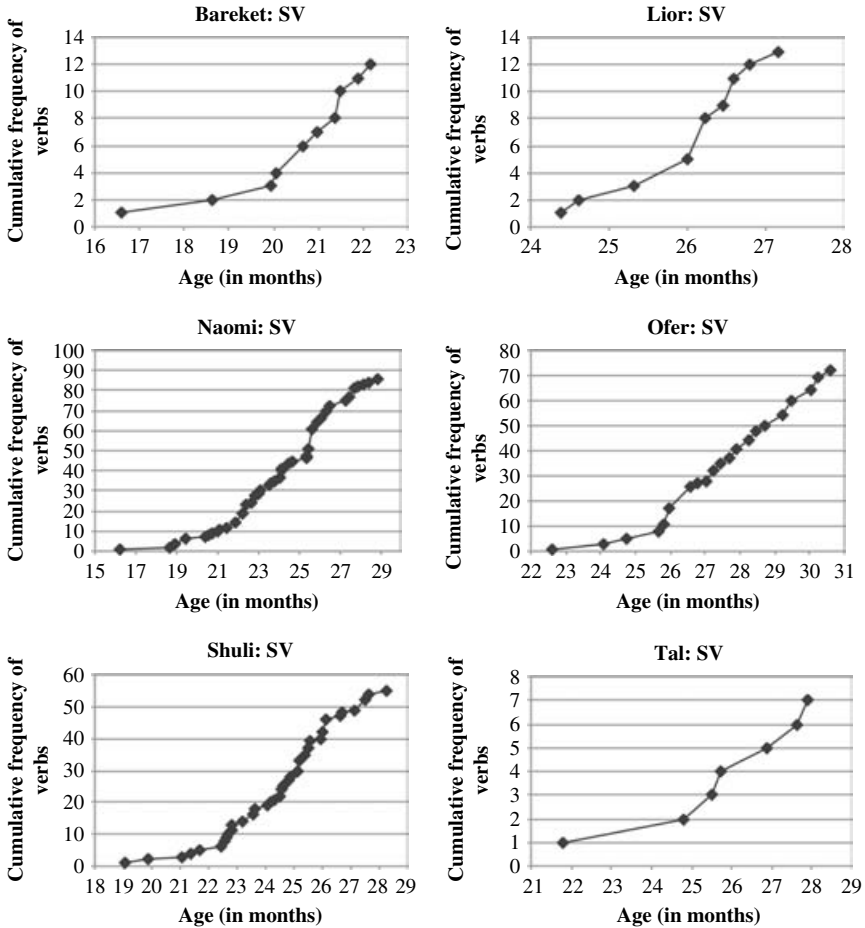 Bareket: SV
Cumulative frequency of
verbs
14
12
10
8
6
4
2
0
16 17 18 19 20 21 22 23
Age (in months)
Lior: SV
Cumulative frequency of
verbs
14
12
10
8
6
4
2
0
24 25 26 27 28
Age (in months)
Naomi: SV
Cumulative frequency of
verbs
100
90
80
70
60
50
40
30
20
10
0
15 17 19 21 23 25 27 29
Age (in months)
Ofer: SV
Cumulative frequency of
verbs
80
70
60
50
40
30
20
10
0
22 23 24 25 26 27 28 29 30 31
Age (in months)
Shuli: SV
Cumulative frequency of
verbs
60
50
40
30
20
10
0
18 19 20 21 22 23 24 25 26 27 28 29
Age (in months)
Tal: SV
Cumulative frequency of
verbs
8
7
6
5
4
3
2
1
0
21 22 23 24 25 26 27 28 29
Age (in months)